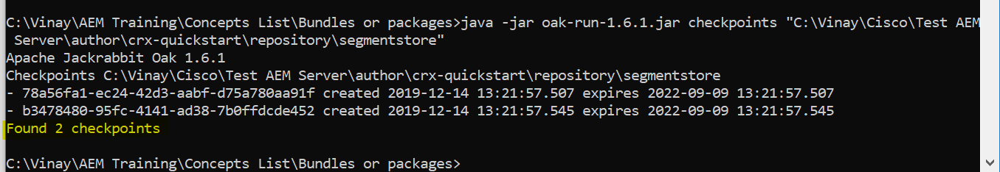 C:\Vinay\AEM Training\Concepts List\Bundles or packages>java -jar oak-run-1.6.1.jar checkpoints "C:\Vinay\Cisco\Test AEM
 Server\author\crx-quickstart\repository\segmentstore"
Apache Jackrabbit Oak 1.6.1
Checkpoints C:\Vinay\Cisco\Test AEM Server\author\crx-quickstart\repository\segmentstore
- 78a56fa1-ec24-42d3-aabf-d75a780aa91f created 2019-12-14 13:21:57.507 expires 2022-09-09 13:21:57.507
- b3478480-95fc-4141-ad38-7b0ffdcde452 created 2019-12-14 13:21:57.545 expires 2022-09-09 13:21:57.545
Found 2 checkpoints
C:\Vinay\AEM Training\Concepts List\Bundles or packages>